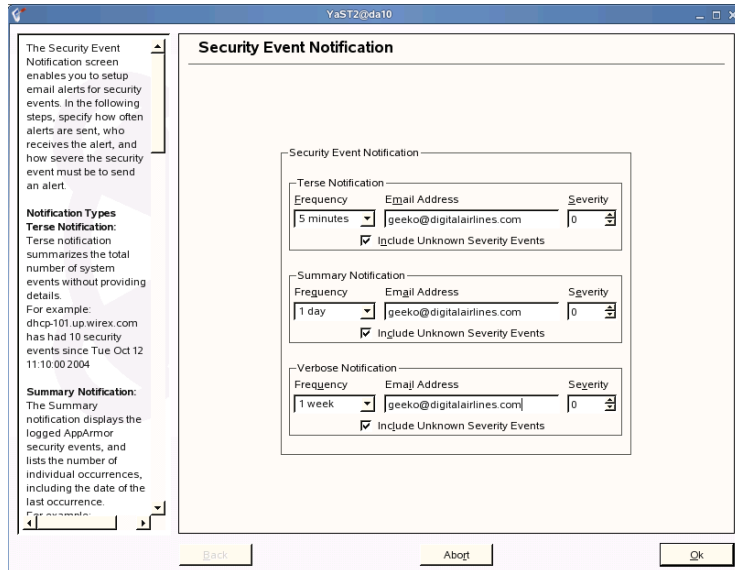 YaST2@da10
The Security Event
Notification screen
enables you to setup
email alerts for security
events. In the following
steps, specify how often
alerts are sent, who
receives the alert, and
how severe the security
event must be to send
an alert.
Notification Types
Terse Notification:
Terse notification
summarizes the total
number of system
events without providing
details.
For example:
dhcp-101.up.wirex.com
has had 10 security
events since Tue Oct 12
11:10:00 2004
Summary Notification:
The Summary
notification displays the
logged AppArmor
security events, and
lists the number of
individual occurrences,
including the date of the
last occurrence.
For example:
Security Event Notification
Security Event Notification
Terse Notification
Frequency Email Address Severity
5 minutes geeko@digitalairlines.com 0
Include Unknown Severity Events
Summary Notification
Frequency Email Address Severity
1 day geeko@digitalairlines.com 0
Include Unknown Severity Events
Verbose Notification
Frequency Email Address Severity
1 week geeko@digitalairlines.com 0
Include Unknown Severity Events
Back Abort Ok